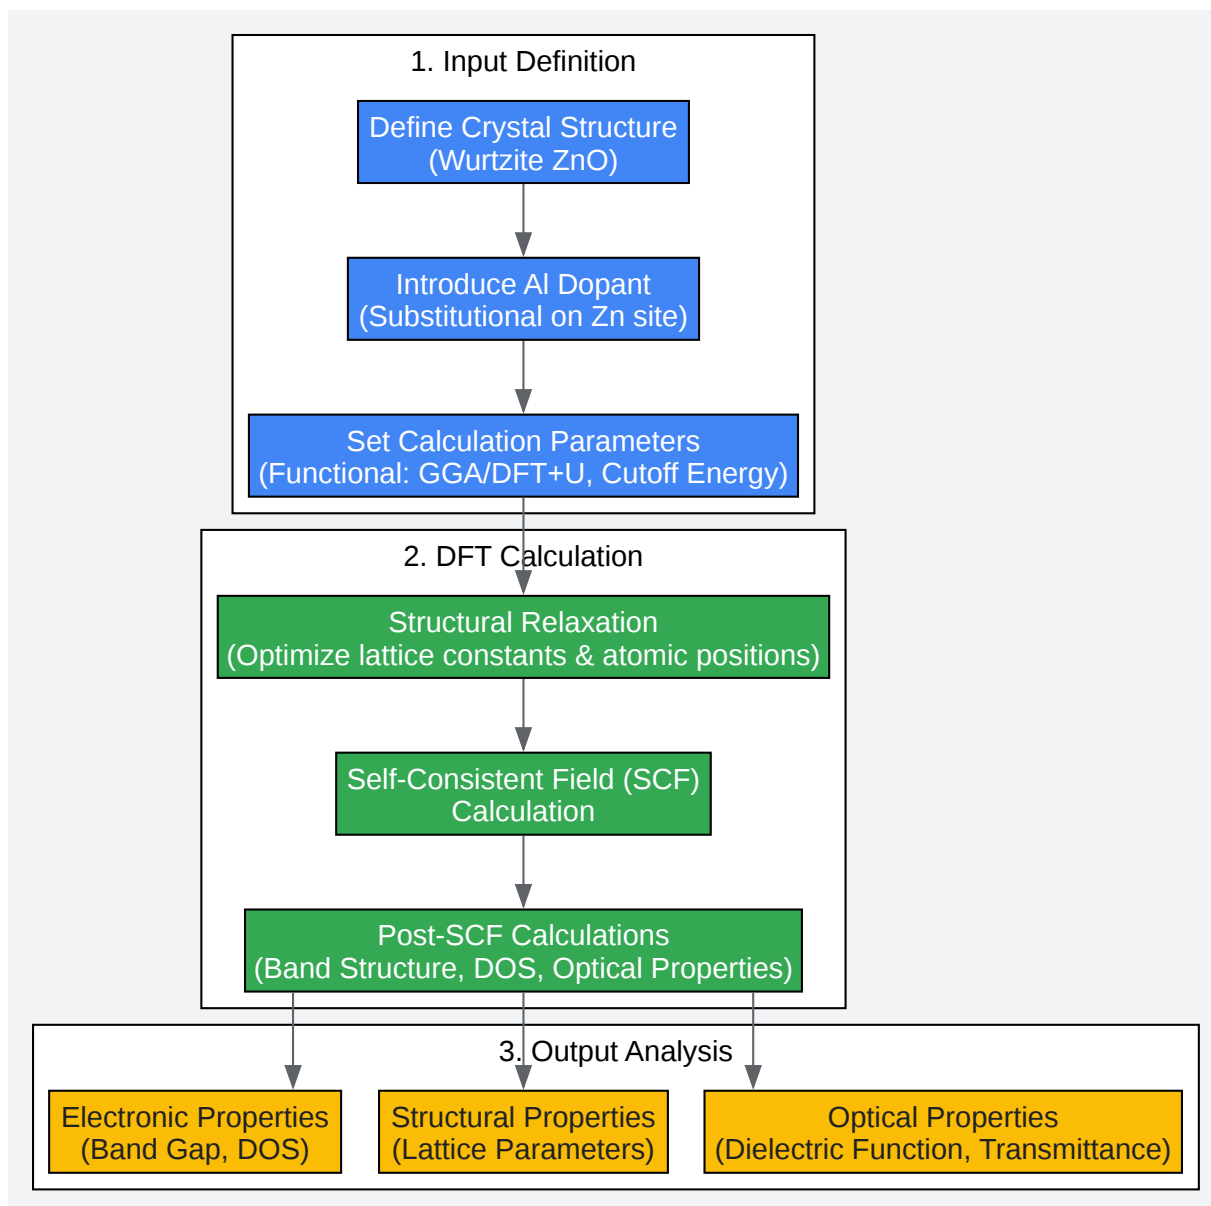 1. Input Definition
Define Crystal Structure
(Wurtzite ZnO)
Introduce Al Dopant
(Substitutional on Zn site)
Set Calculation Parameters
(Functional: GGA/DFT+U, Cutoff Energy)
2. DFT Calculation
Structural Relaxation
(Optimize lattice constants & atomic positions)
Self-Consistent Field (SCF)
Calculation
Post-SCF Calculations
(Band Structure, DOS, Optical Properties)
3. Output Analysis
Electronic Properties
(Band Gap, DOS)
Structural Properties
(Lattice Parameters)
Optical Properties
(Dielectric Function, Transmittance)